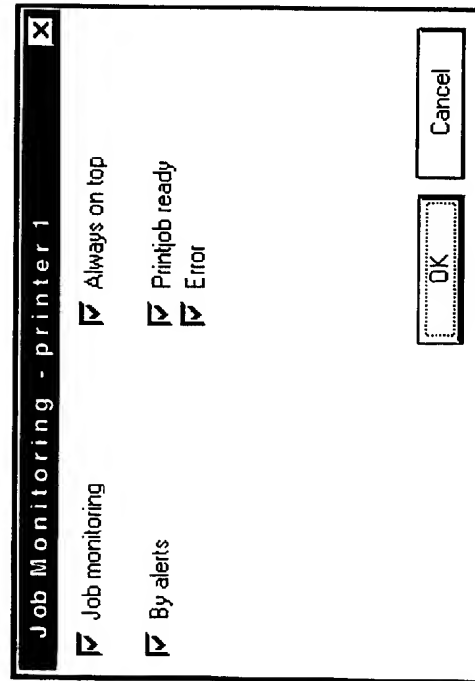 Job Monitoring - printer 1
Job monitoring Always on top
By alerts Printjob ready
Error
OK Cancel